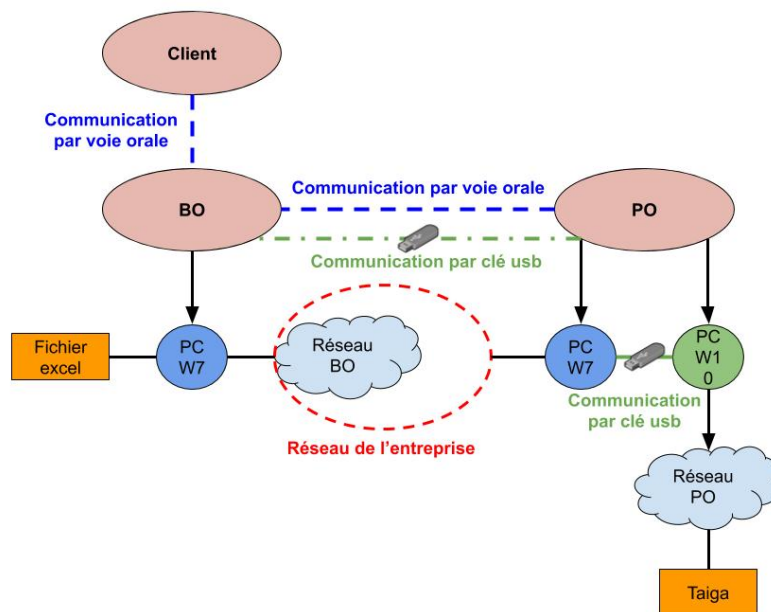 Client
Communication
par voie orale
BO
Communication par voie orale
PO
Communication par clé usb
Fichier
excel
PC
W7
Réseau
BO
PC
W7
PC
W1
0
Communication
par clé usb
Réseau de l'entreprise
Réseau
PO
Taiga